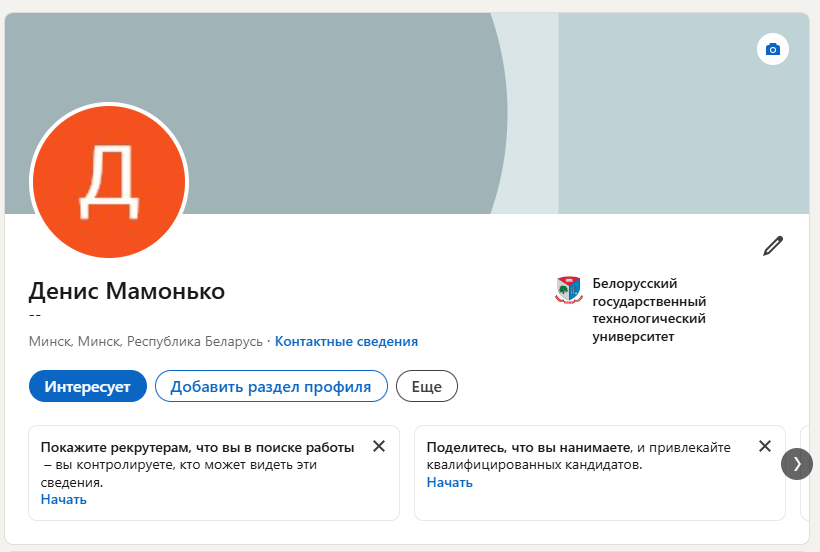 Д
Денис Мамонько
--
Белорусский
государственный
технологический
университет
Минск, Минск, Республика Беларусь · Контактные сведения
Интересует
Добавить раздел профиля
Еще
Покажите рекрутерам, что вы в поиске работы
– вы контролируете, кто может видеть эти
сведения.
Начать
Поделитесь, что вы нанимаете, и привлекайте
квалифицированных кандидатов.
Начать